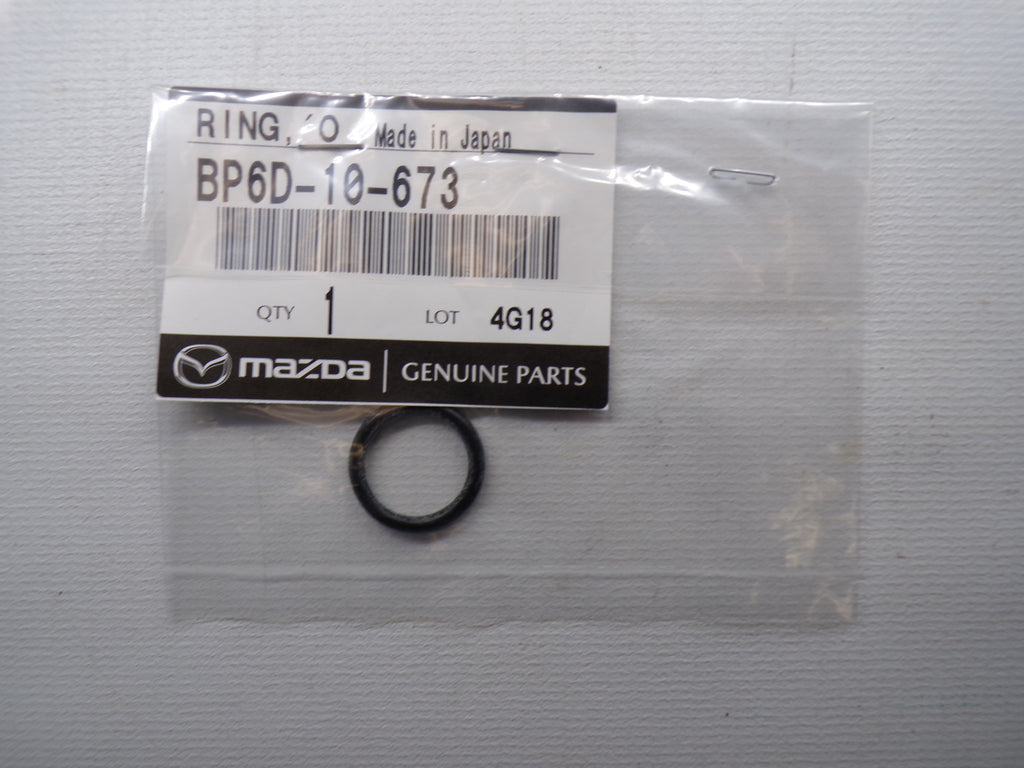 RING, 'O Made in Japan
BP6D-10-673
QTY 1 LOT 4G18
mazda GENUINE PARTS